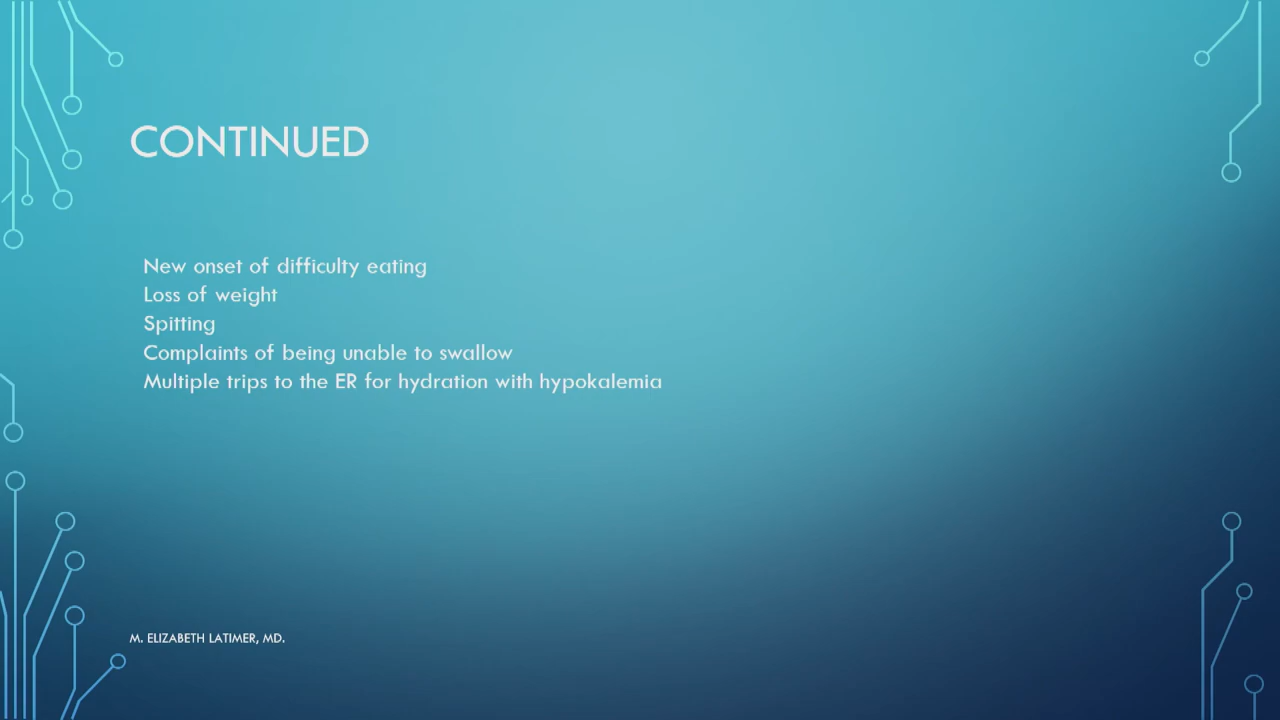 CONTINUED
New onset of difficulty eating
Loss of weight
Spitting
Complaints of being unable to swallow
Multiple trips to the ER for hydration with hypokalemia
M. ELIZABETH LATIMER, MD.